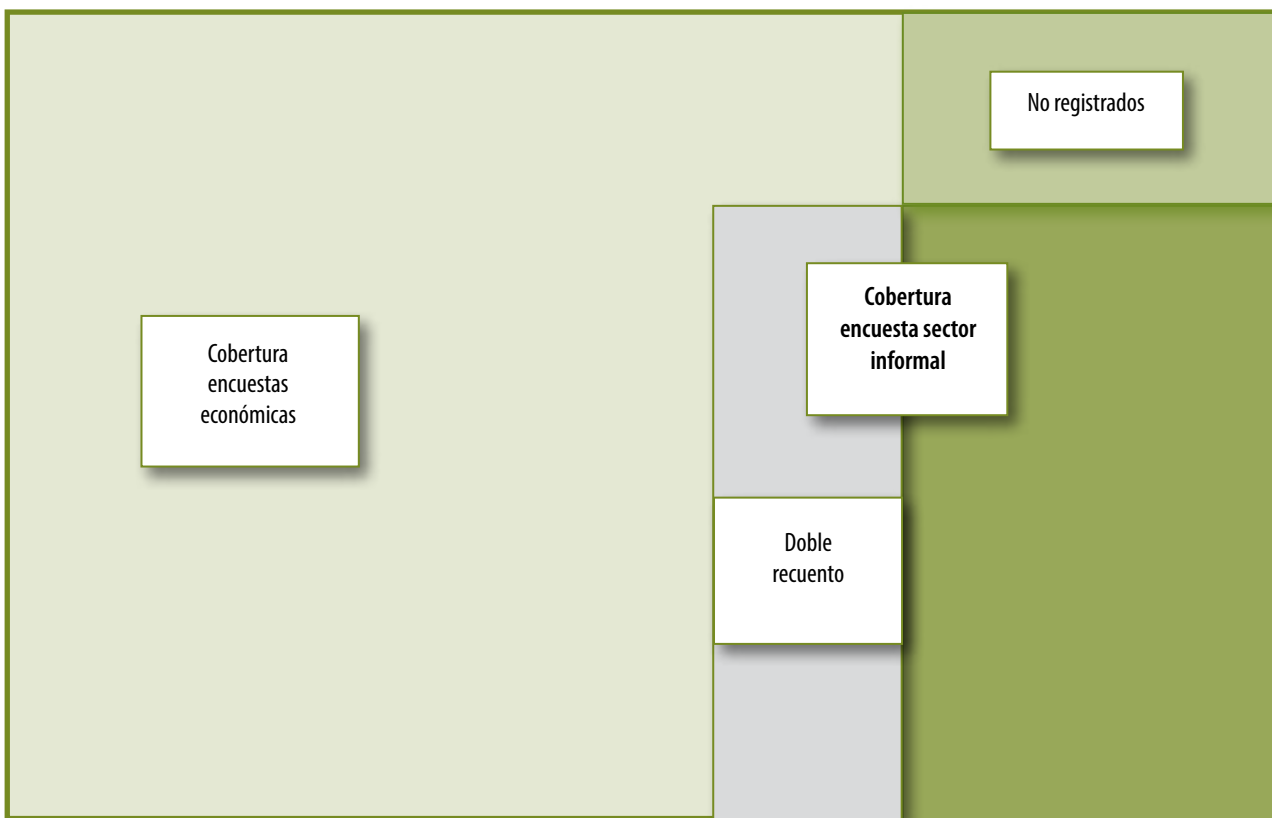 No registrados
Cobertura
encuesta sector
informal
Cobertura
encuestas
económicas
Doble
recuento